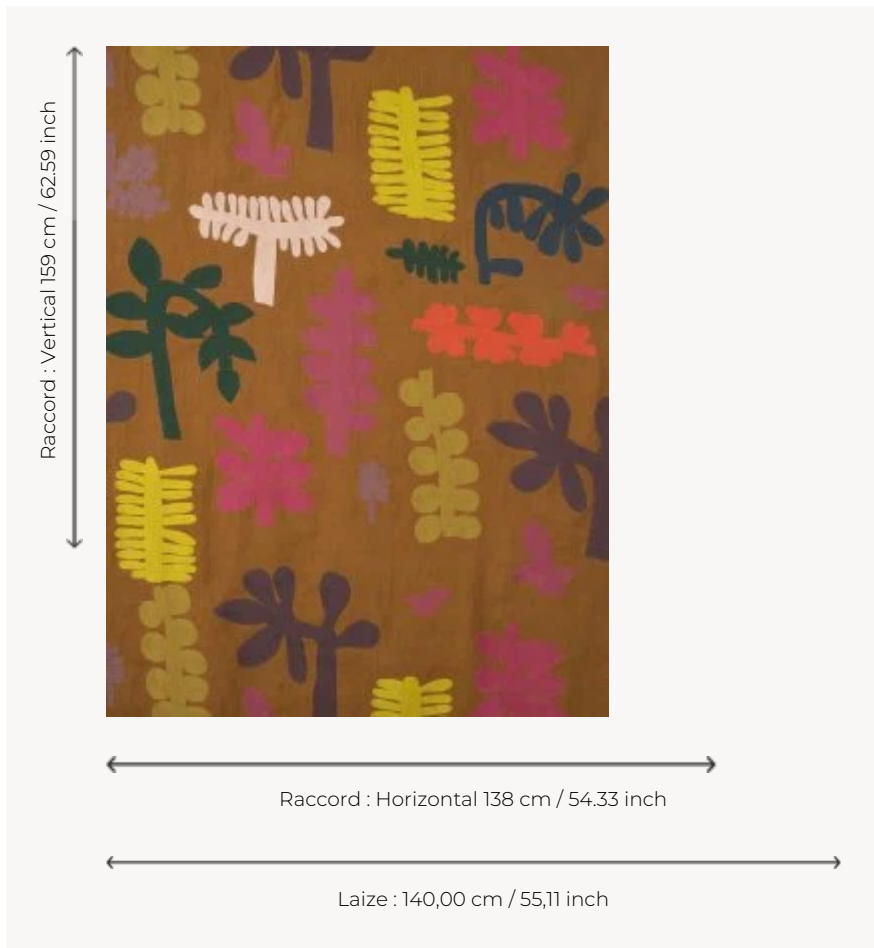 Raccord : Vertical 159 cm / 62.59 inch
Raccord : Horizontal 138 cm / 54.33 inch
Laize : 140,00 cm / 55,11 inch